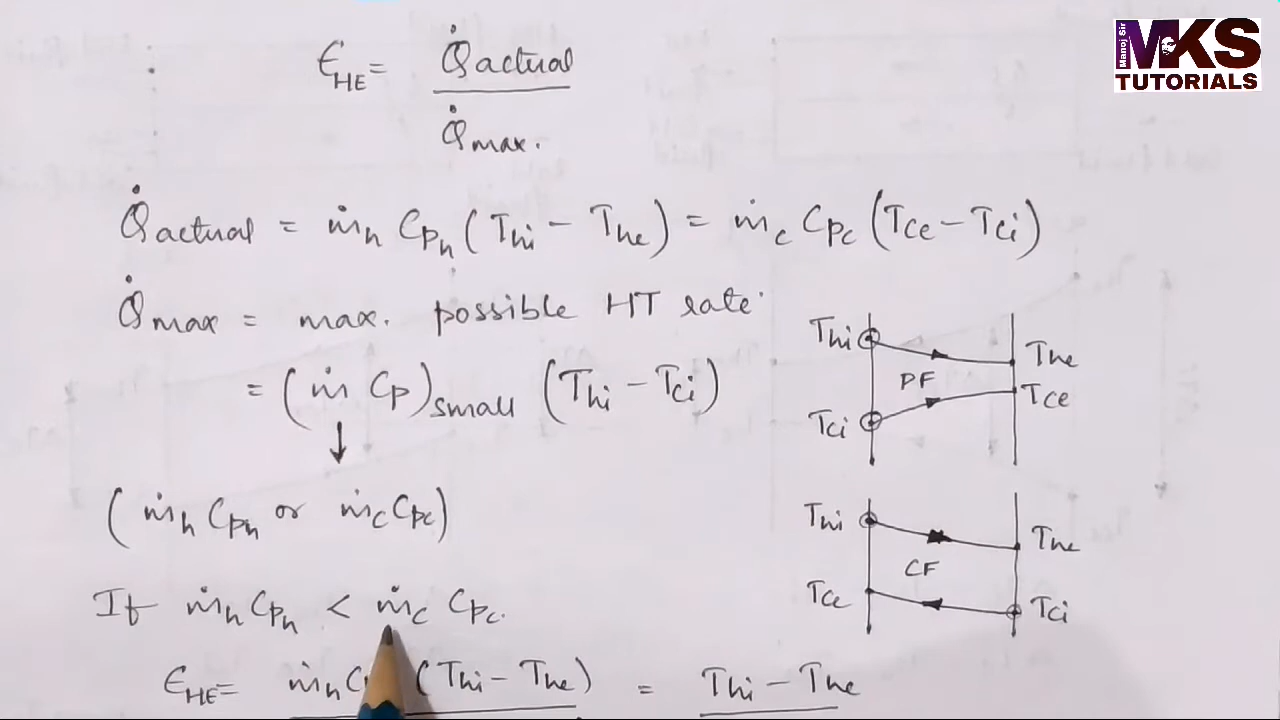 Manoj Sir
MKS
TUTORIALS
ϵ_HE = Q̇actual / Q̇max.
Q̇actual = ṁh Cph (Thi − The) = ṁc Cpc (Tce − Tci)
Q̇max = max. possible HT rate.
= (ṁ Cp)small (Thi − Tci)
↓
(ṁh Cph or ṁc Cpc)
If ṁh Cph < ṁc Cpc.
ϵ_HE = ṁh C (Thi − The) = Thi − The
Thi
The
PF
Tce
Tci
Thi
The
CF
Tce
Tci